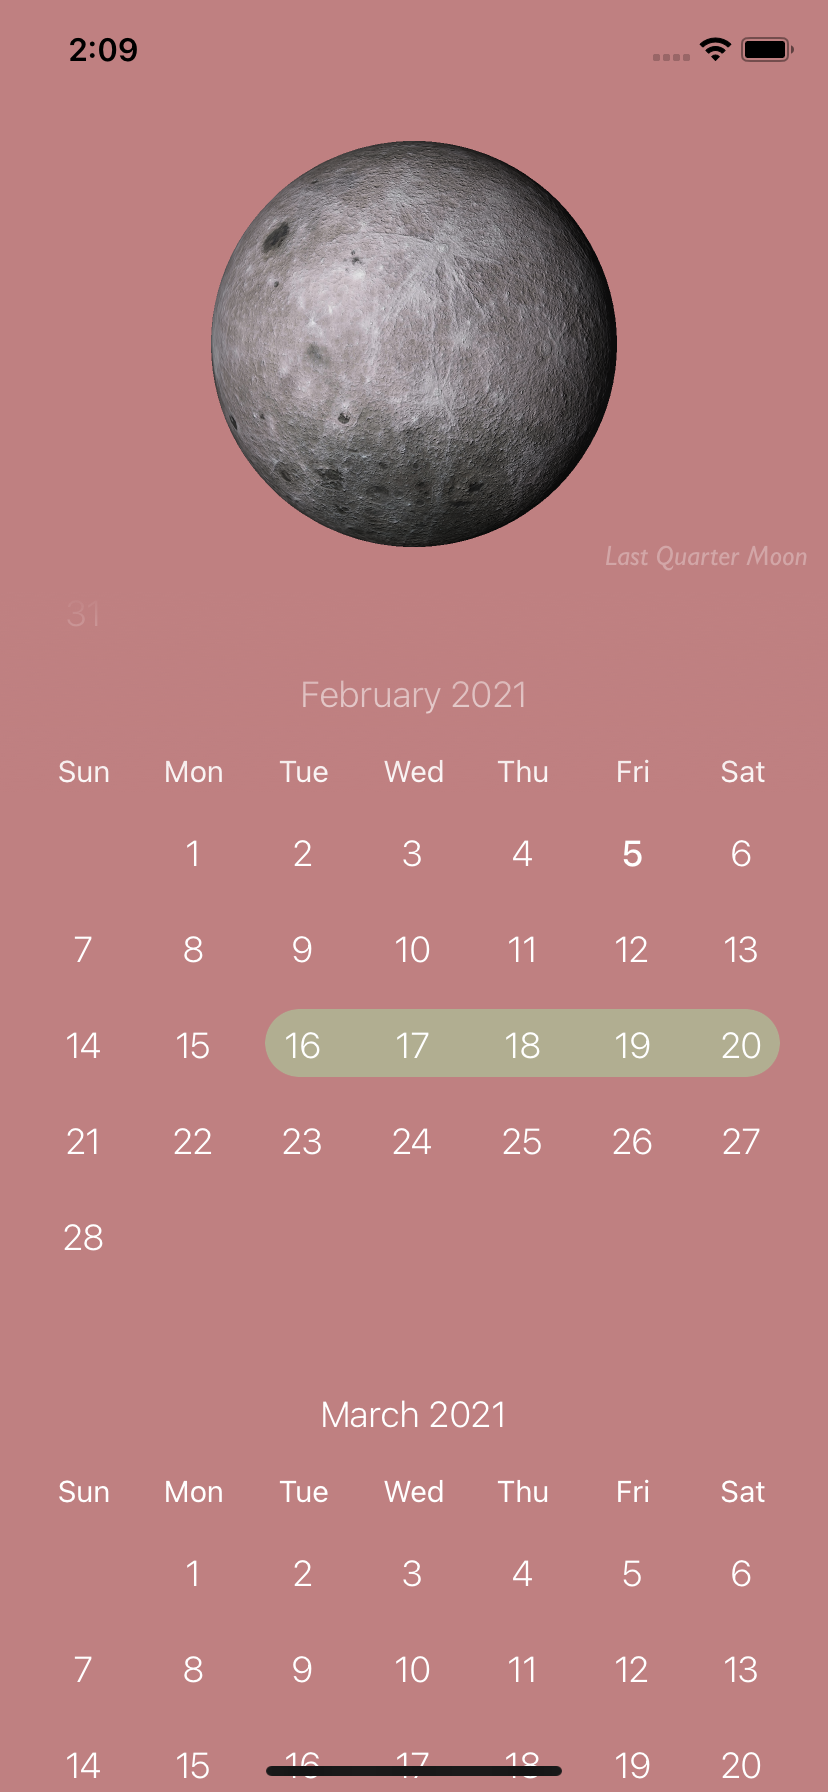 2:09
Last Quarter Moon
31
February 2021
Sun Mon Tue Wed Thu Fri Sat
1 2 3 4 5 6
7 8 9 10 11 12 13
14 15 16 17 18 19 20
21 22 23 24 25 26 27
28
March 2021
Sun Mon Tue Wed Thu Fri Sat
1 2 3 4 5 6
7 8 9 10 11 12 13
14 15 16 17 18 19 20